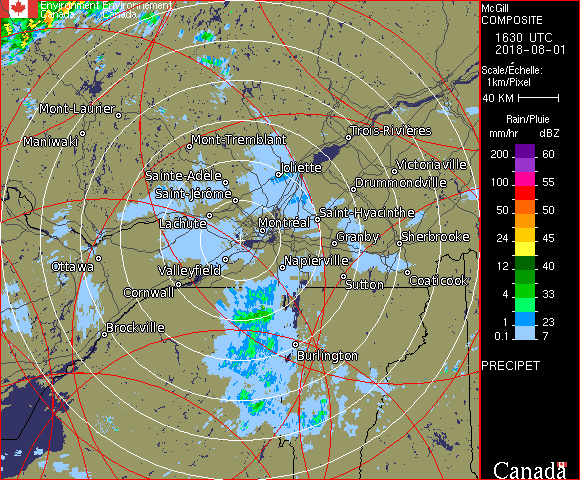 Environment Environnement
Canada Canada
McGill
COMPOSITE
1630 UTC
2018-08-01
Scale/Échelle:
1km/Pixel
40 KM
Rain/Pluie
mm/hr dBZ
200 60
100 55
50 50
24 45
12 40
4 33
1 30
0.5 23
0.1 7
PRECIPET
Canada
Mont-Laurier
Maniwaki
Mont-Tremblant
Trois-Rivières
Joliette
Victoriaville
Sainte-Adèle
Drummondville
Saint-Jérôme
Saint-Hyacinthe
Lachute
Montréal
Granby
Sherbrooke
Ottawa
Valleyfield
Napierville
Coaticook
Sutton
Cornwall
Brockville
Burlington